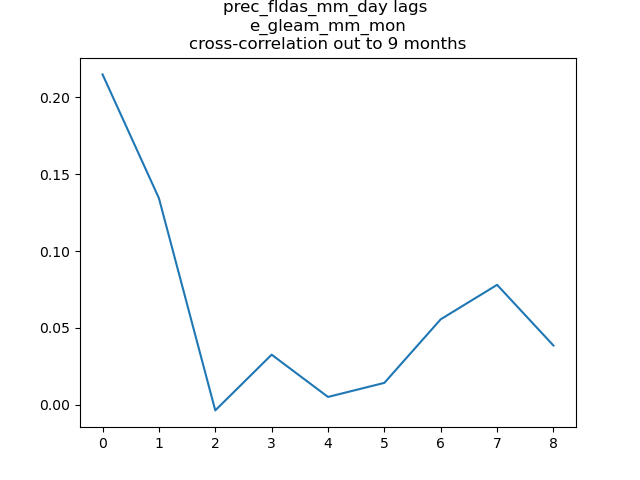 prec_fldas_mm_day lags
e_gleam_mm_mon
cross-correlation out to 9 months
0.20
0.15
0.10
0.05
0.00
0 1 2 3 4 5 6 7 8